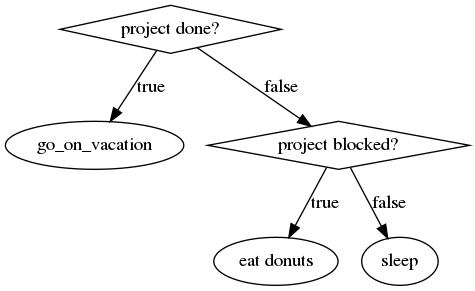 project done?
true
false
go_on_vacation
project blocked?
true
false
eat donuts
sleep